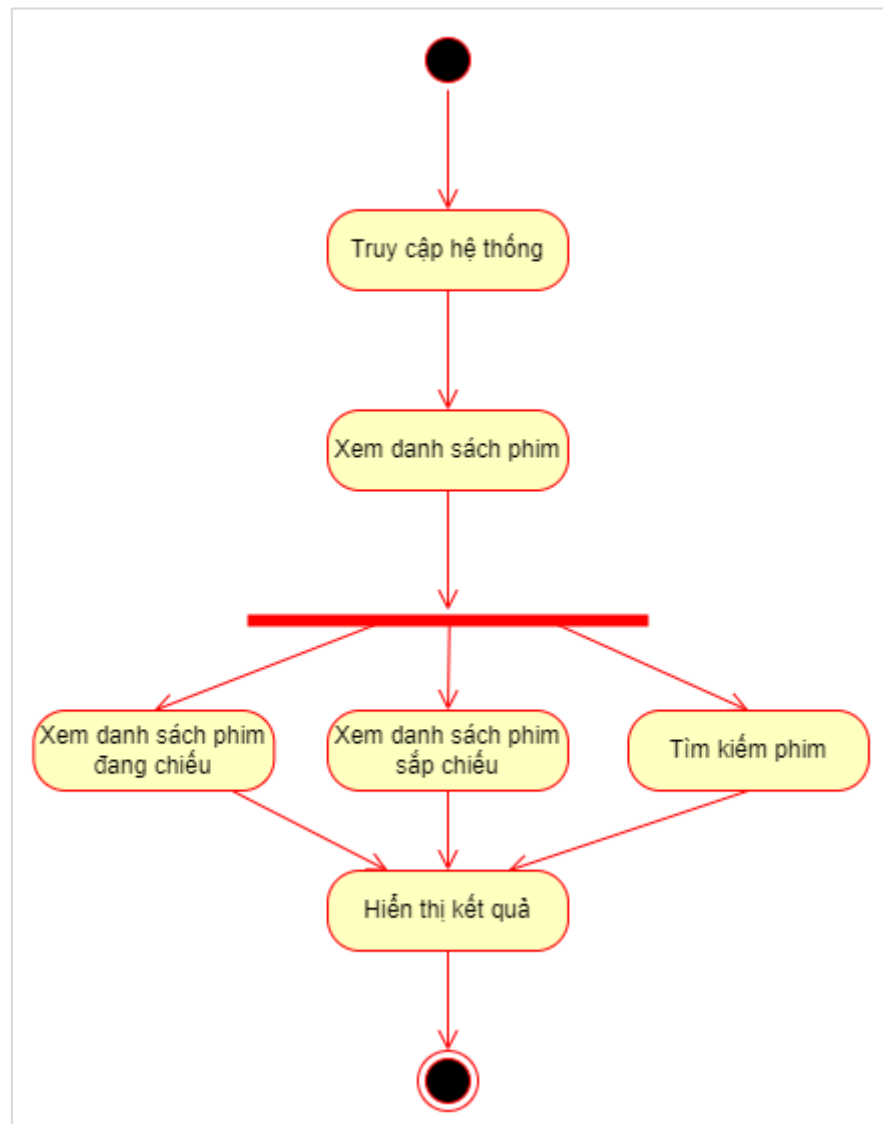 Truy cập hệ thống
Xem danh sách phim
Xem danh sách phim
đang chiếu
Xem danh sách phim
sắp chiếu
Tìm kiếm phim
Hiển thị kết quả